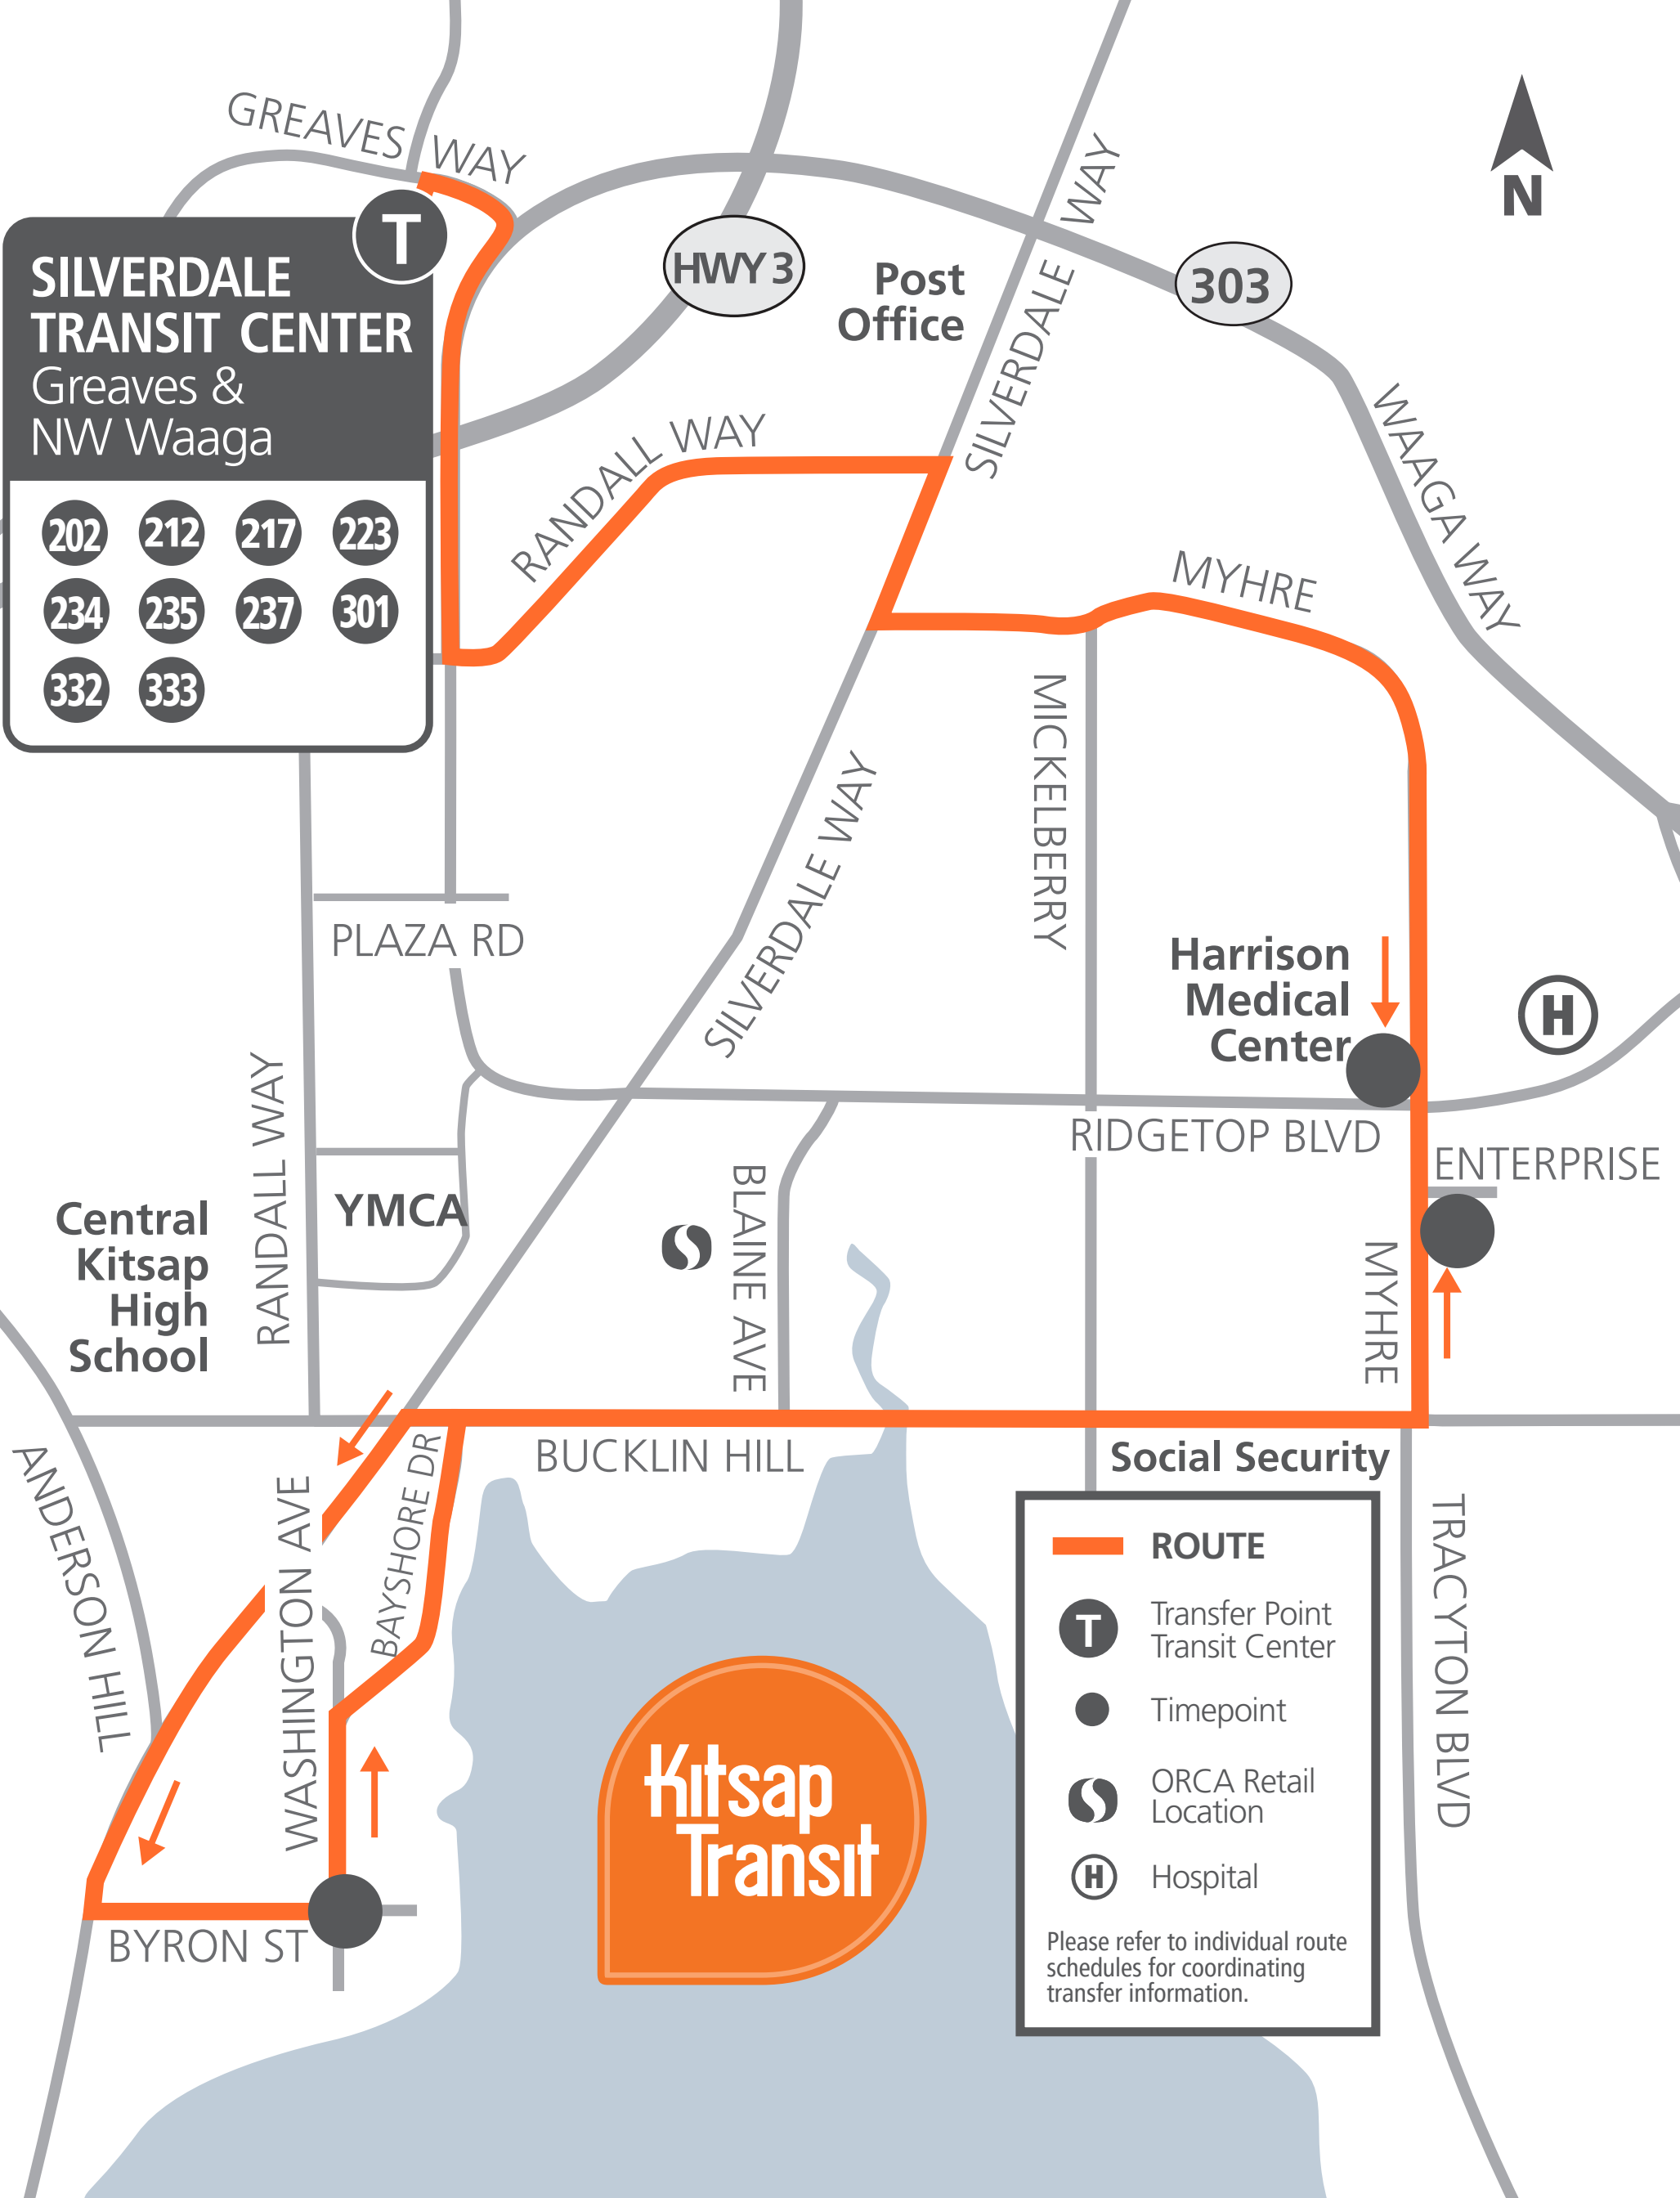 GREAVES WAY
N
T
SILVERDALE
TRANSIT CENTER
Greaves &
NW Waaga
202 212 217 223
234 235 237 301
332 333
HWY 3
303
Post
Office
SILVERDALE WAY
WAAGA WAY
RANDALL WAY
MYHRE
MICKELBERRY
SILVERDALE WAY
PLAZA RD
Harrison
Medical
Center
H
RIDGETOP BLVD
ENTERPRISE
RANDALL WAY
YMCA
Central
Kitsap
High
School
BLAINE AVE
MYHRE
ANDERSON HILL
WASHINGTON AVE
BAYSHORE DR
BUCKLIN HILL
Social Security
TRACYTON BLVD
BYRON ST
Kitsap
Transit
ROUTE
T
Transfer Point
Transit Center
Timepoint
ORCA Retail
Location
H
Hospital
Please refer to individual route
schedules for coordinating
transfer information.